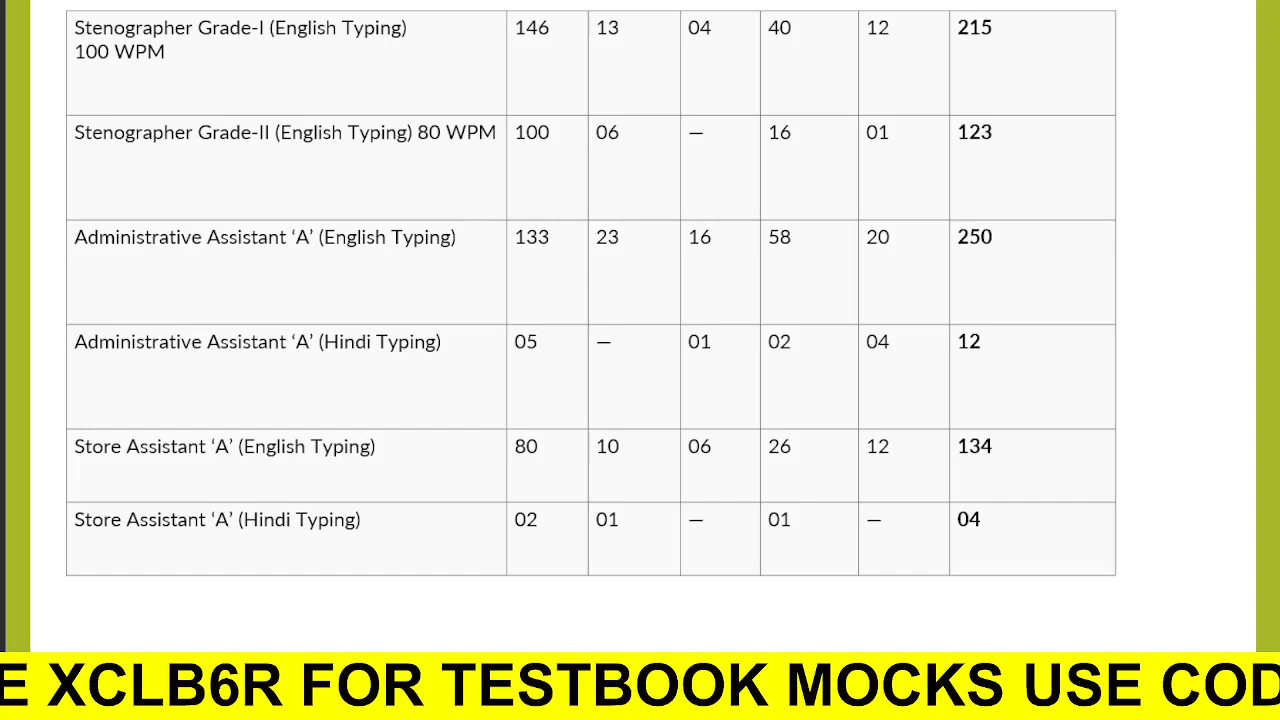 Stenographer Grade-I (English Typing) 146 13 04 40 12 215
100 WPM
Stenographer Grade-II (English Typing) 80 WPM 100 06 — 16 01 123
Administrative Assistant ‘A’ (English Typing) 133 23 16 58 20 250
Administrative Assistant ‘A’ (Hindi Typing) 05 — 01 02 04 12
Store Assistant ‘A’ (English Typing) 80 10 06 26 12 134
Store Assistant ‘A’ (Hindi Typing) 02 01 — 01 — 04
E XCLB6R FOR TESTBOOK MOCKS USE COD